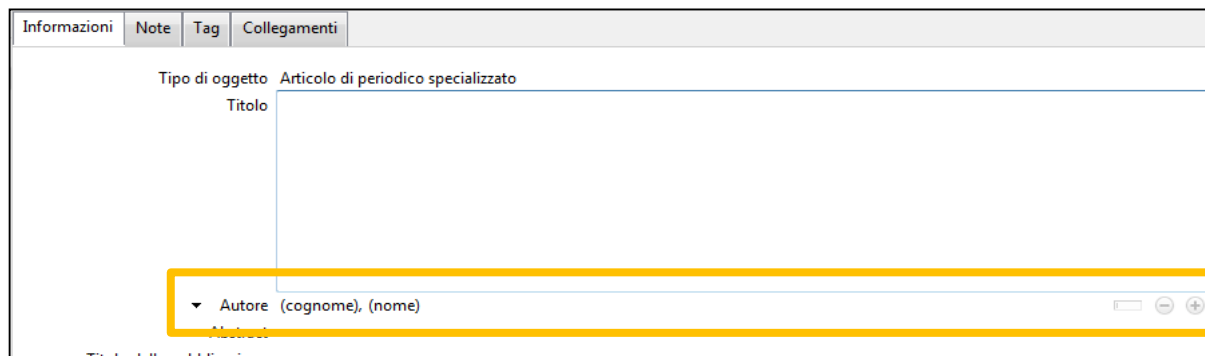 Informazioni Note Tag Collegamenti
Tipo di oggetto Articolo di periodico specializzato
Titolo
Autore (cognome), (nome)